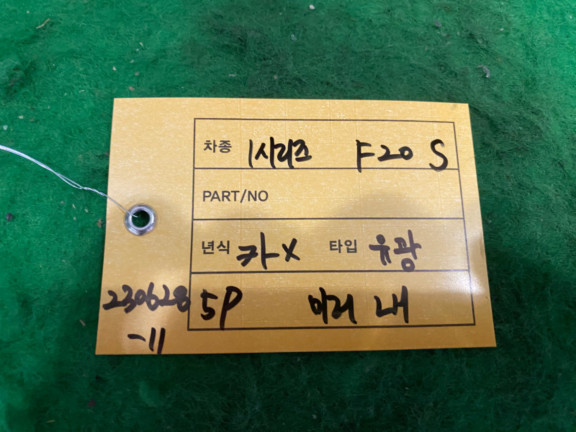 차종 1시리즈 F20 S
PART/NO
년식 카X 타입 유광
230628 5P 미러 내
-11